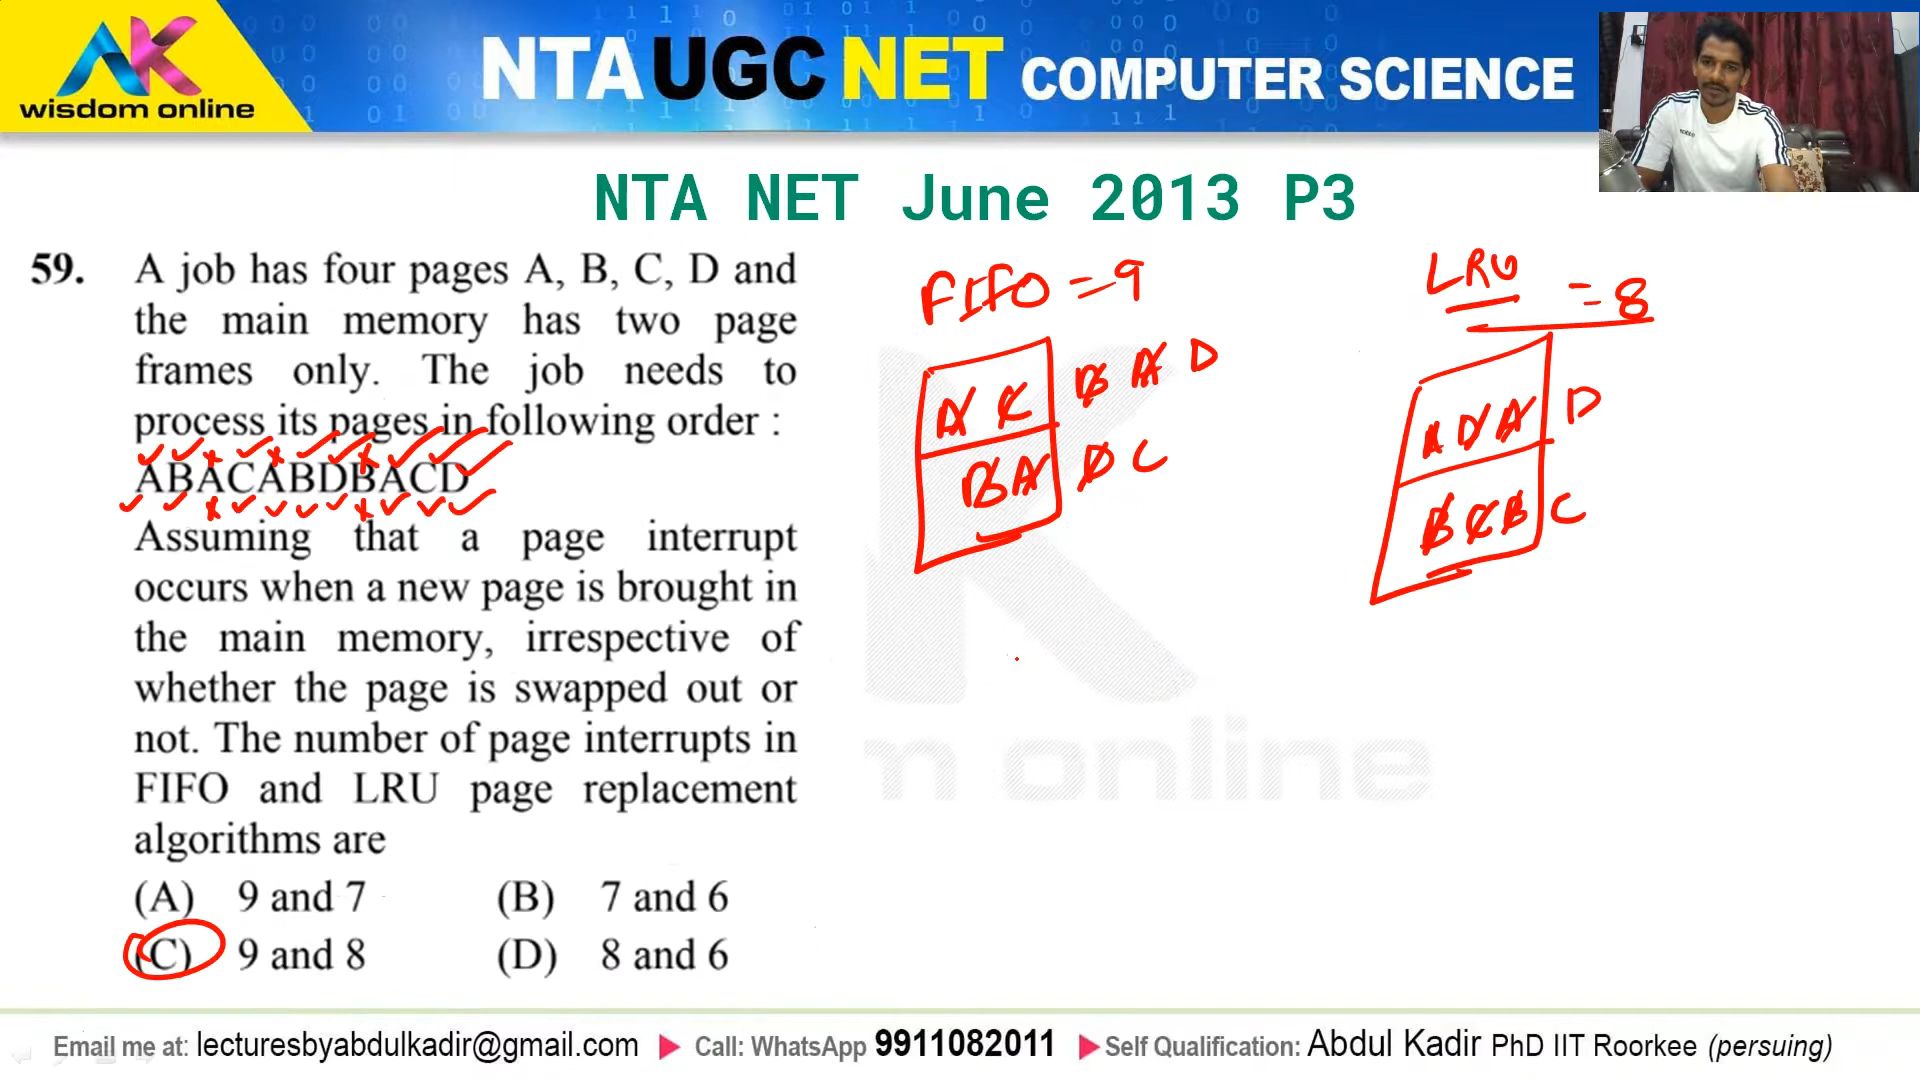 AK
wisdom online
NTA UGC NET COMPUTER SCIENCE
NTA NET June 2013 P3
59. A job has four pages A, B, C, D and
the main memory has two page
frames only. The job needs to
process its pages in following order :
ABACABDBACD
Assuming that a page interrupt
occurs when a new page is brought in
the main memory, irrespective of
whether the page is swapped out or
not. The number of page interrupts in
FIFO and LRU page replacement
algorithms are
(A) 9 and 7 (B) 7 and 6
(C) 9 and 8 (D) 8 and 6
FIFO = 9
A C B A D
B A D C
LRU = 8
A D A D
B C B C
m online
Email me at: lecturesbyabdulkadir@gmail.com Call: WhatsApp 9911082011 Self Qualification: Abdul Kadir PhD IIT Roorkee (persuing)